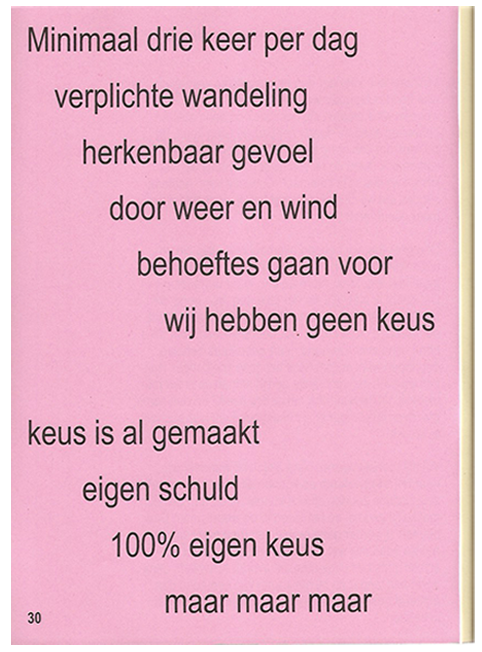 Minimaal drie keer per dag
verplichte wandeling
herkenbaar gevoel
door weer en wind
behoeftes gaan voor
wij hebben geen keus
keus is al gemaakt
eigen schuld
100% eigen keus
maar maar maar
30